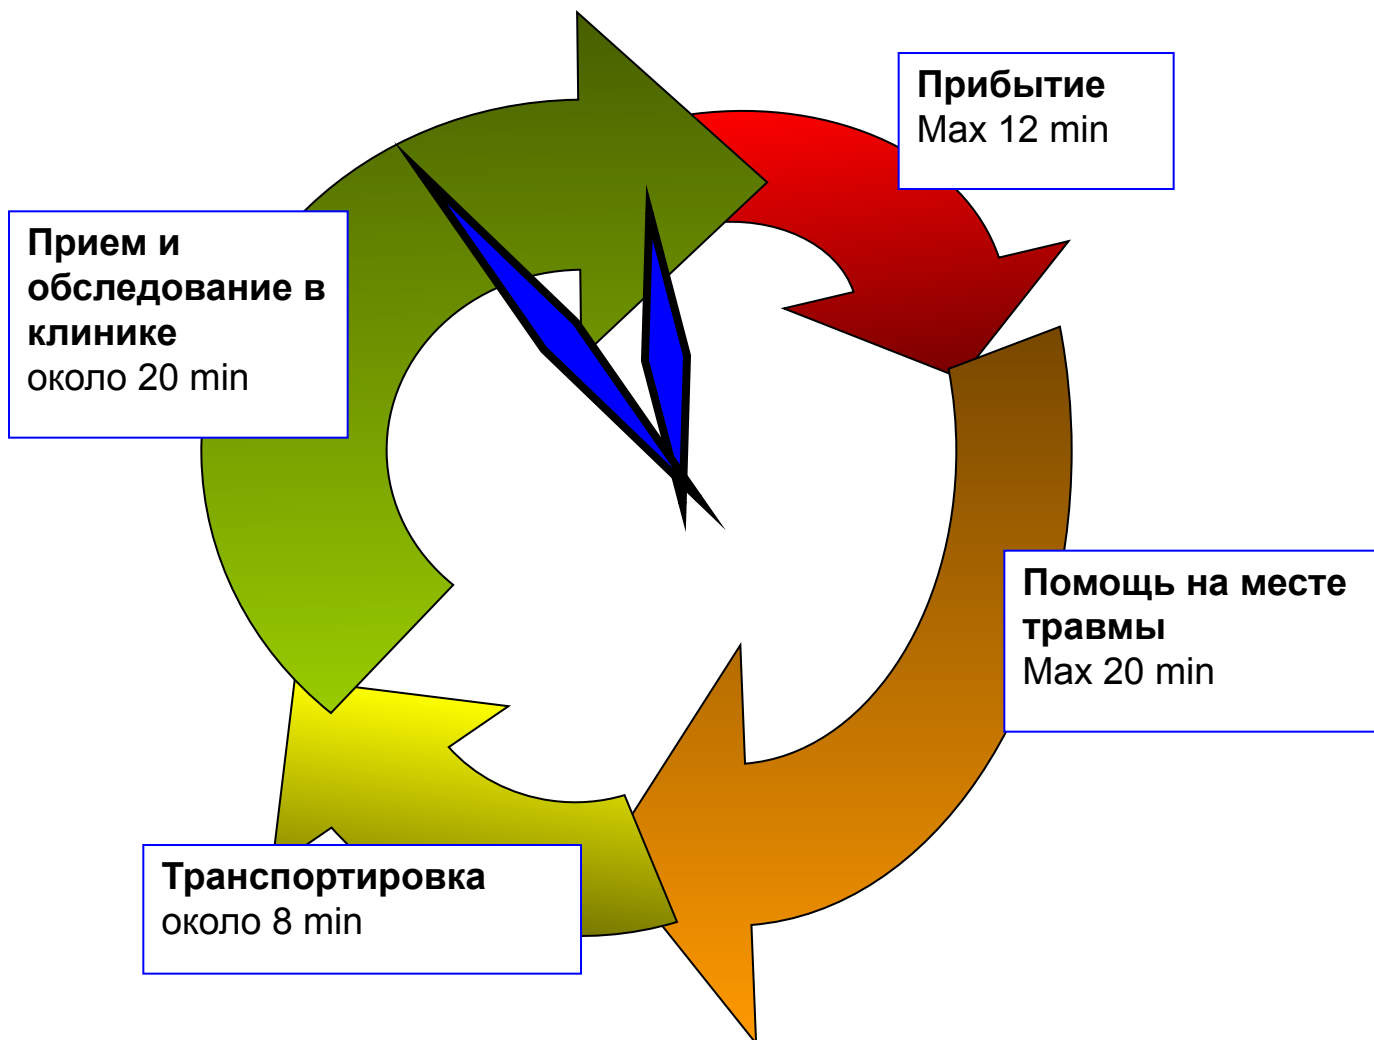 Прибытие
Max 12 min
Прием и
обследование в
клинике
около 20 min
Помощь на месте
травмы
Max 20 min
Транспортировка
около 8 min